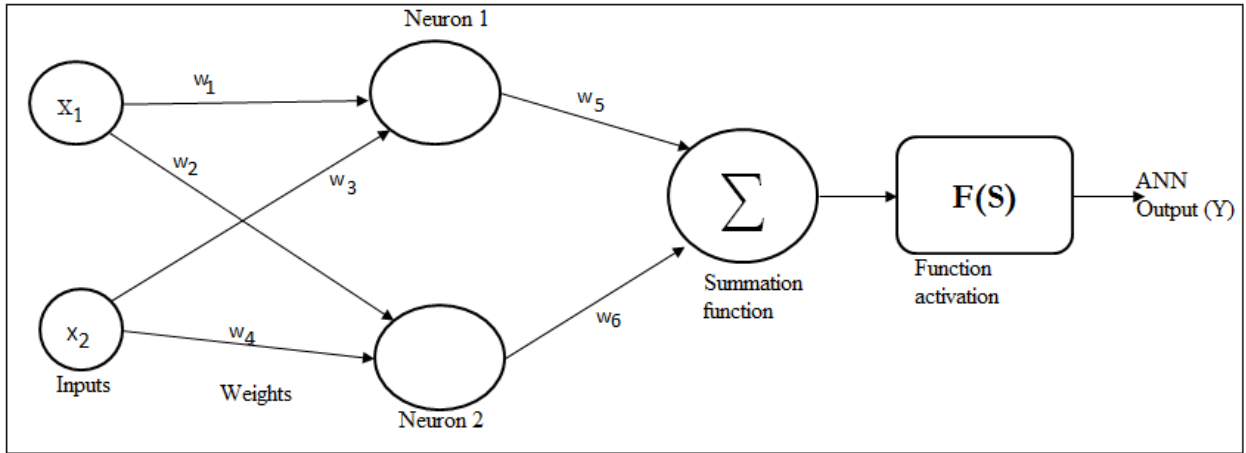 Neuron 1
w1
X1
w2
w3
w5
∑
F(S)
ANN
Output (Y)
Summation
function
Function
activation
x2
w4
w6
Inputs
Weights
Neuron 2